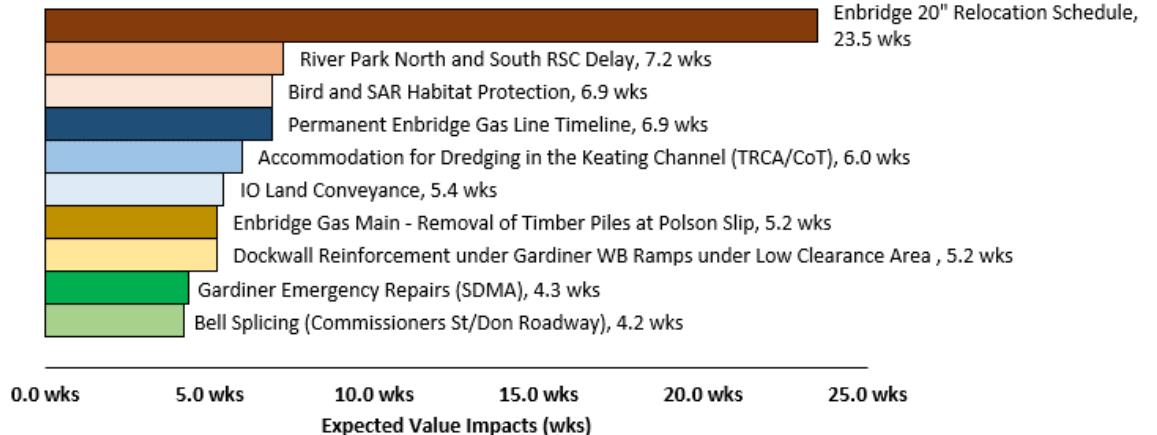 Enbridge 20" Relocation Schedule,
23.5 wks
River Park North and South RSC Delay, 7.2 wks
Bird and SAR Habitat Protection, 6.9 wks
Permanent Enbridge Gas Line Timeline, 6.9 wks
Accommodation for Dredging in the Keating Channel (TRCA/CoT), 6.0 wks
IO Land Conveyance, 5.4 wks
Enbridge Gas Main - Removal of Timber Piles at Polson Slip, 5.2 wks
Dockwall Reinforcement under Gardiner WB Ramps under Low Clearance Area , 5.2 wks
Gardiner Emergency Repairs (SDMA), 4.3 wks
Bell Splicing (Commissioners St/Don Roadway), 4.2 wks
0.0 wks 5.0 wks 10.0 wks 15.0 wks 20.0 wks 25.0 wks
Expected Value Impacts (wks)